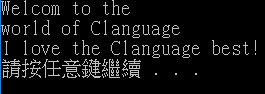 Welcom to the
world of Clanguage
I love the Clanguage best!
請按任意鍵繼續 . . .